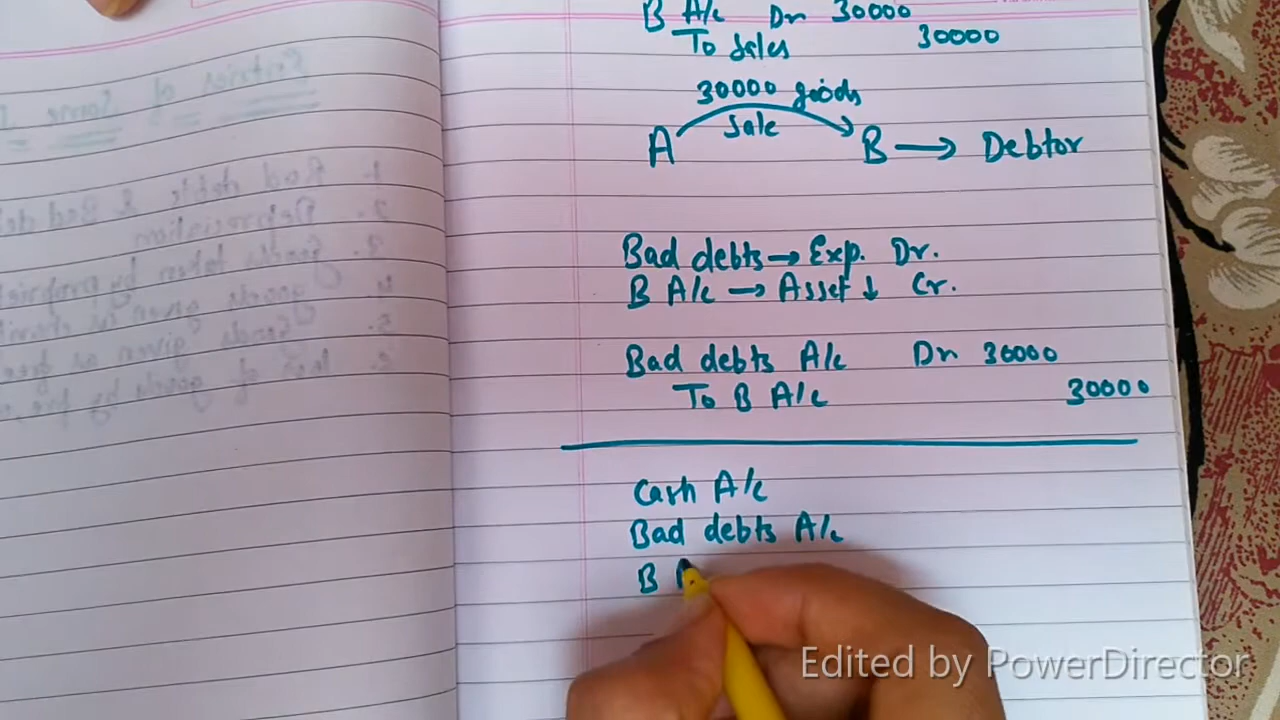 B A/c Dr 30000
To Sales 30000
30000 goods
Sale
A B → Debtor
Bad debts → Exp. Dr.
B A/c → Asset ↓ Cr.
Bad debts A/c Dr 30000
To B A/c 30000
Cash A/c
Bad debts A/c
B
Edited by PowerDirector